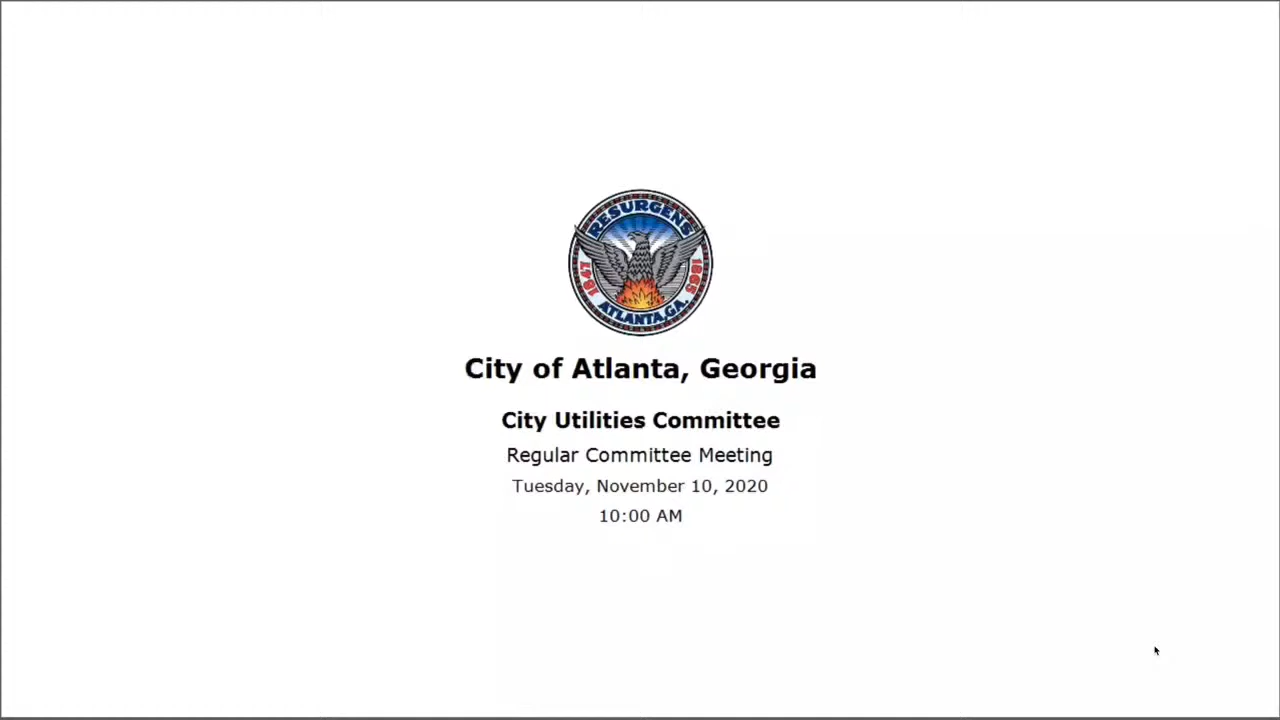 RESURGENS
1847 1865
ATLANTA, GA.
City of Atlanta, Georgia
City Utilities Committee
Regular Committee Meeting
Tuesday, November 10, 2020
10:00 AM